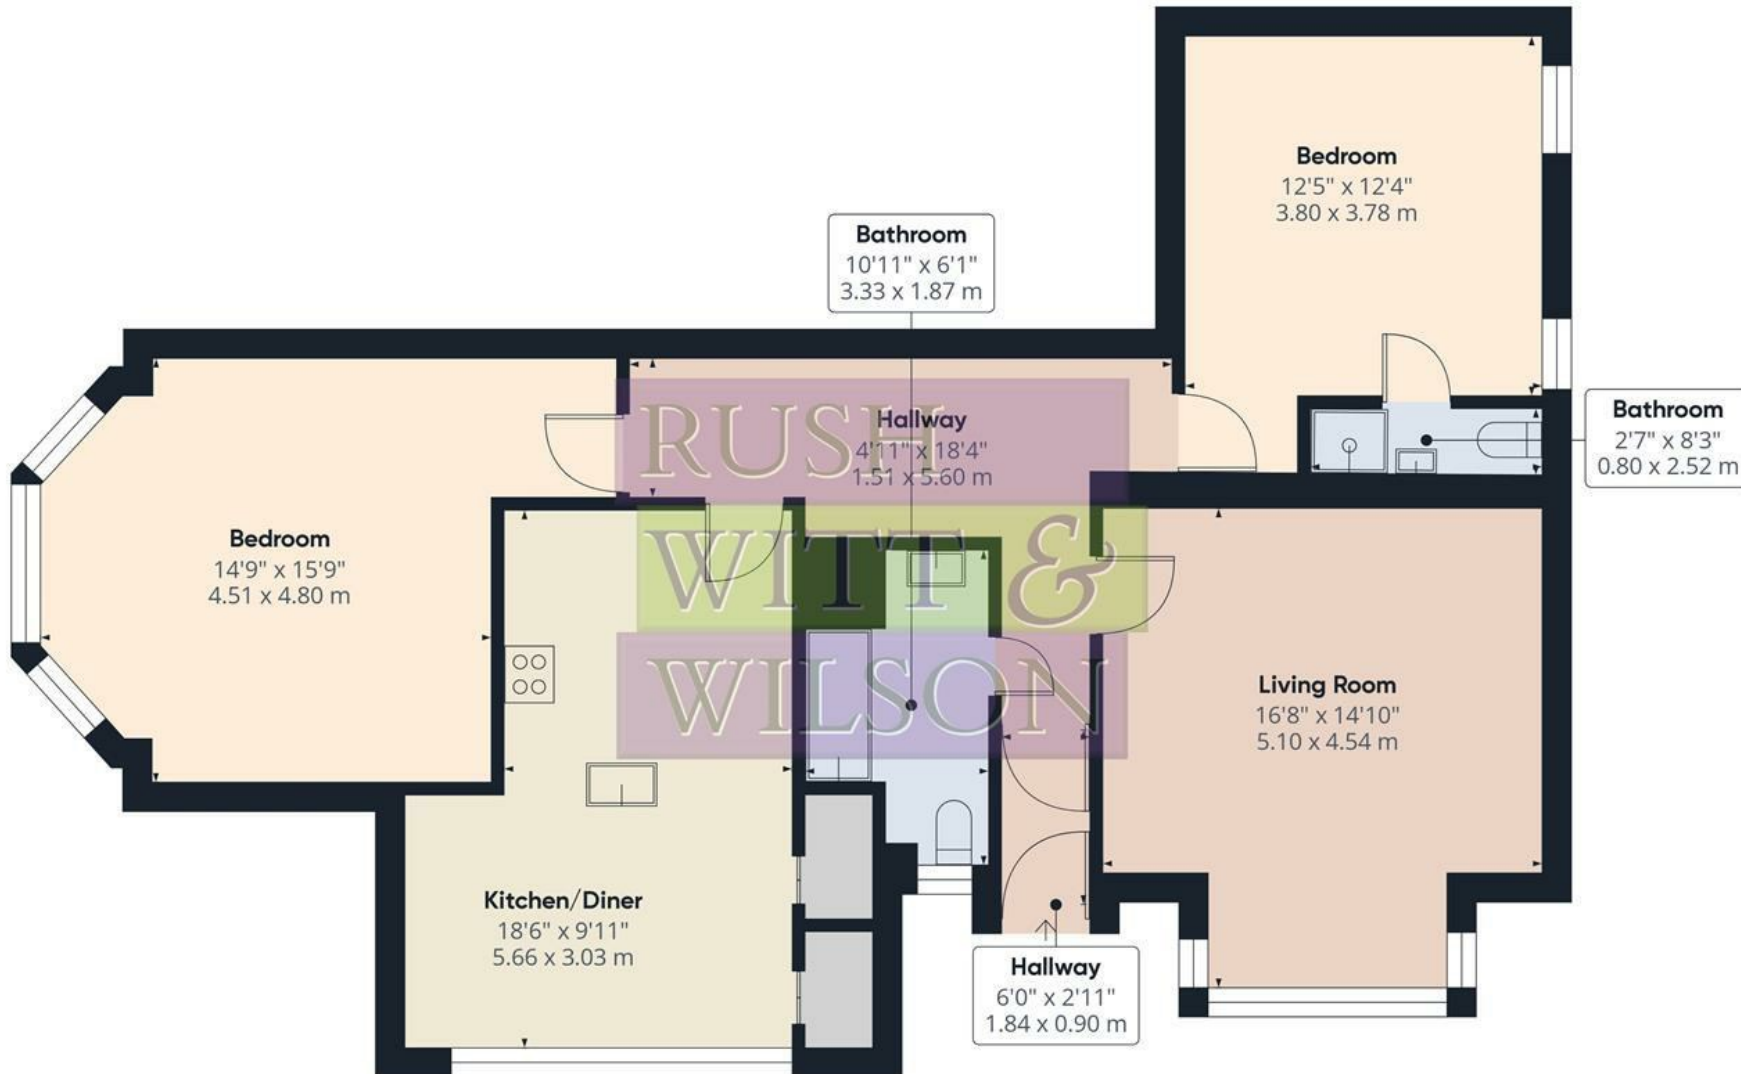 Bedroom
12'5" x 12'4"
3.80 x 3.78 m
Bathroom
10'11" x 6'1"
3.33 x 1.87 m
Bathroom
2'7" x 8'3"
0.80 x 2.52 m
Hallway
4'11" x 18'4"
1.51 x 5.60 m
RUSH
WITT &
WILSON
Bedroom
14'9" x 15'9"
4.51 x 4.80 m
Living Room
16'8" x 14'10"
5.10 x 4.54 m
Kitchen/Diner
18'6" x 9'11"
5.66 x 3.03 m
Hallway
6'0" x 2'11"
1.84 x 0.90 m